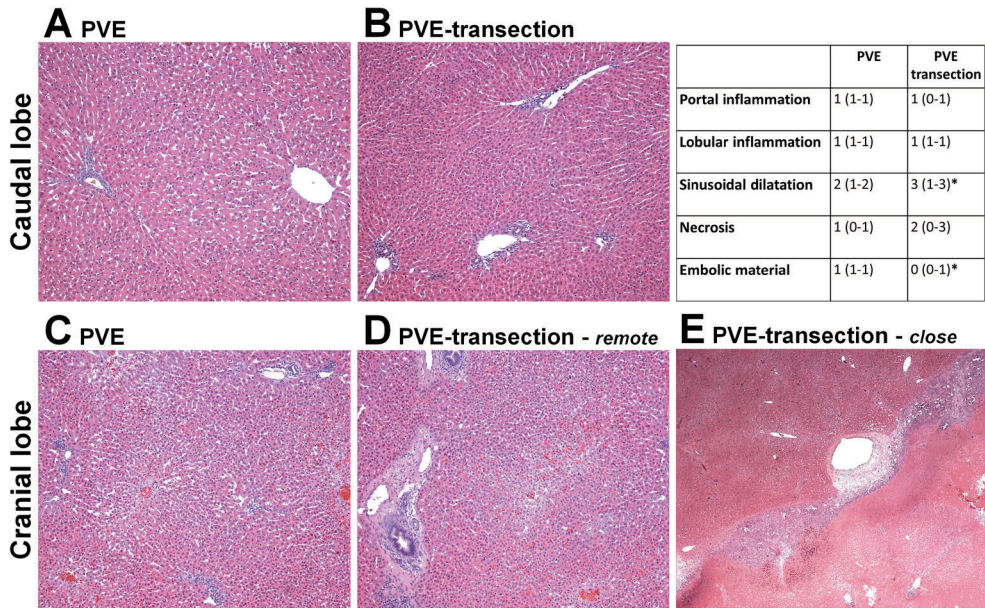 A PVE
B PVE-transection
Caudal lobe
PVE PVE
transection
Portal inflammation 1 (1-1) 1 (0-1)
Lobular inflammation 1 (1-1) 1 (1-1)
Sinusoidal dilatation 2 (1-2) 3 (1-3)*
Necrosis 1 (0-1) 2 (0-3)
Embolic material 1 (1-1) 0 (0-1)*
C PVE
D PVE-transection - remote
E PVE-transection - close
Cranial lobe